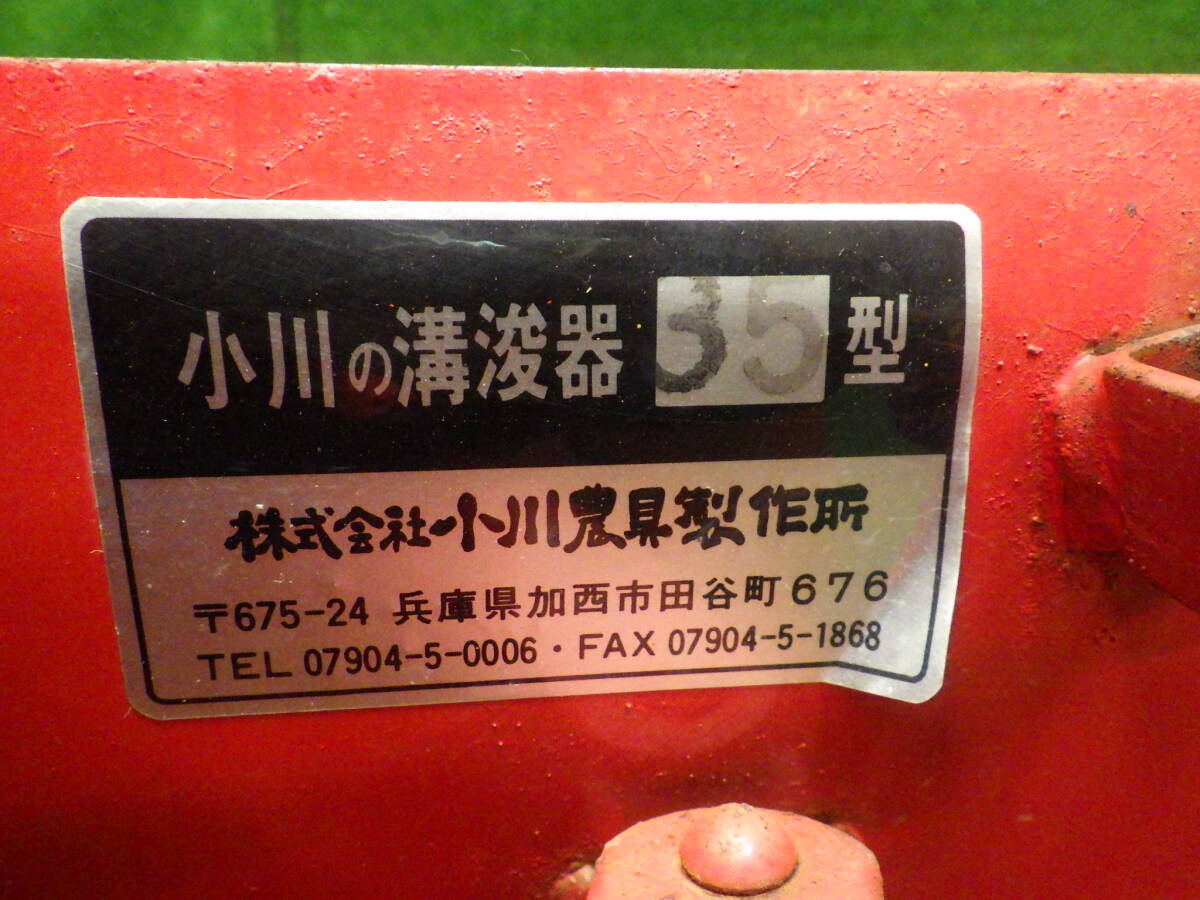 小川の溝浚器 35 型
株式会社小川農具製作所
〒675-24 兵庫県加西市田谷町676
TEL 07904-5-0006・FAX 07904-5-1868